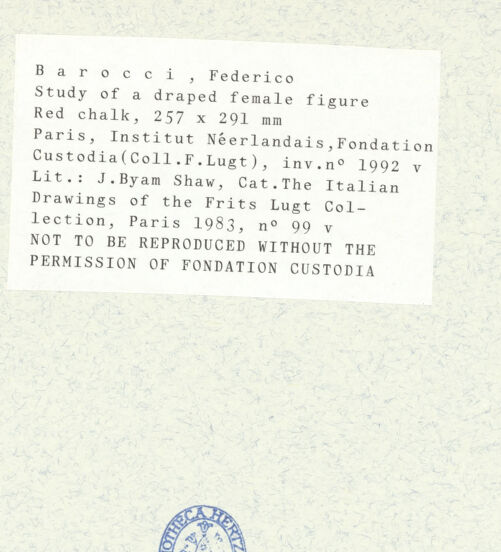 B a r o c c i , Federico
Study of a draped female figure
Red chalk, 257 x 291 mm
Paris, Institut Néerlandais,Fondation
Custodia(Coll.F.Lugt), inv.nº 1992 v
Lit.: J.Byam Shaw, Cat.The Italian
Drawings of the Frits Lugt Col-
lection, Paris 1983, nº 99 v
NOT TO BE REPRODUCED WITHOUT THE
PERMISSION OF FONDATION CUSTODIA